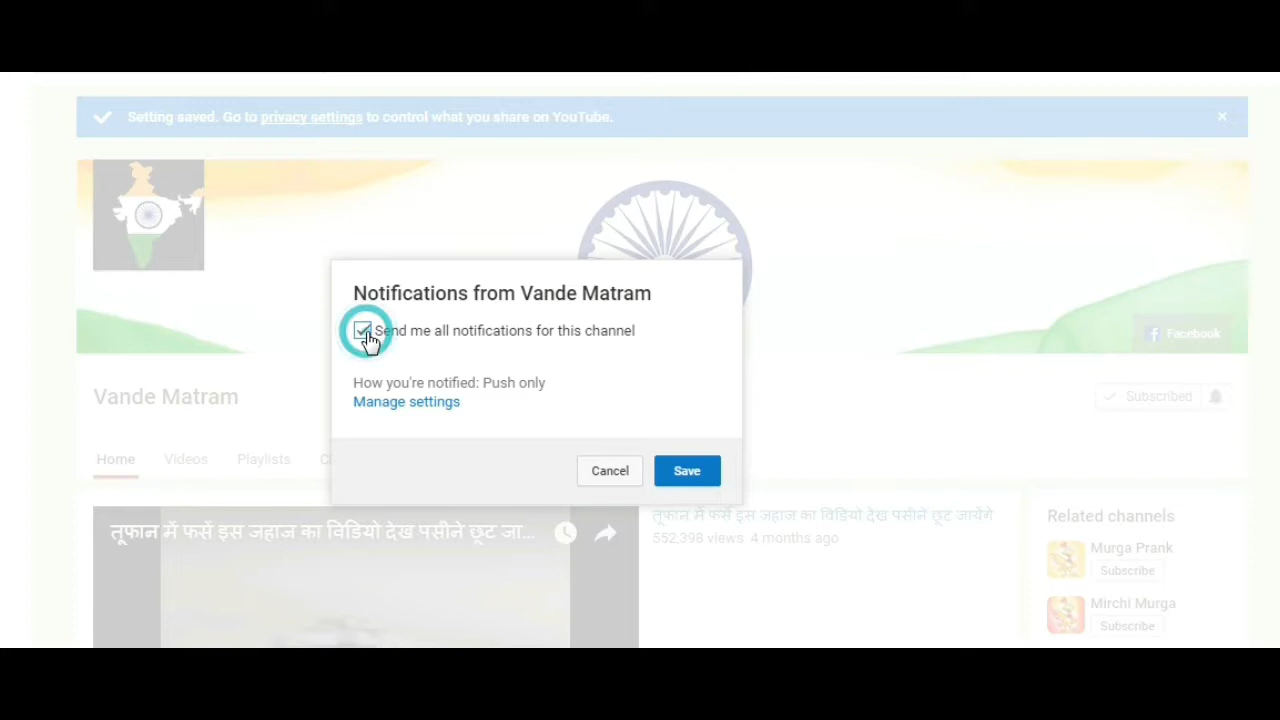 Setting saved. Go to privacy settings to control what you share on YouTube.
Facebook
Notifications from Vande Matram
Send me all notifications for this channel
How you're notified: Push only
Manage settings
Cancel
Save
Vande Matram
Subscribed
Home
Videos
Playlists
तूफान में फसें इस जहाज का विडियो देख पसीने छूट जा...
तूफान में फसें इस जहाज का विडियो देख पसीने छूट जायेंगे
552,398 views 4 months ago
Related channels
Murga Prank
Subscribe
Mirchi Murga
Subscribe